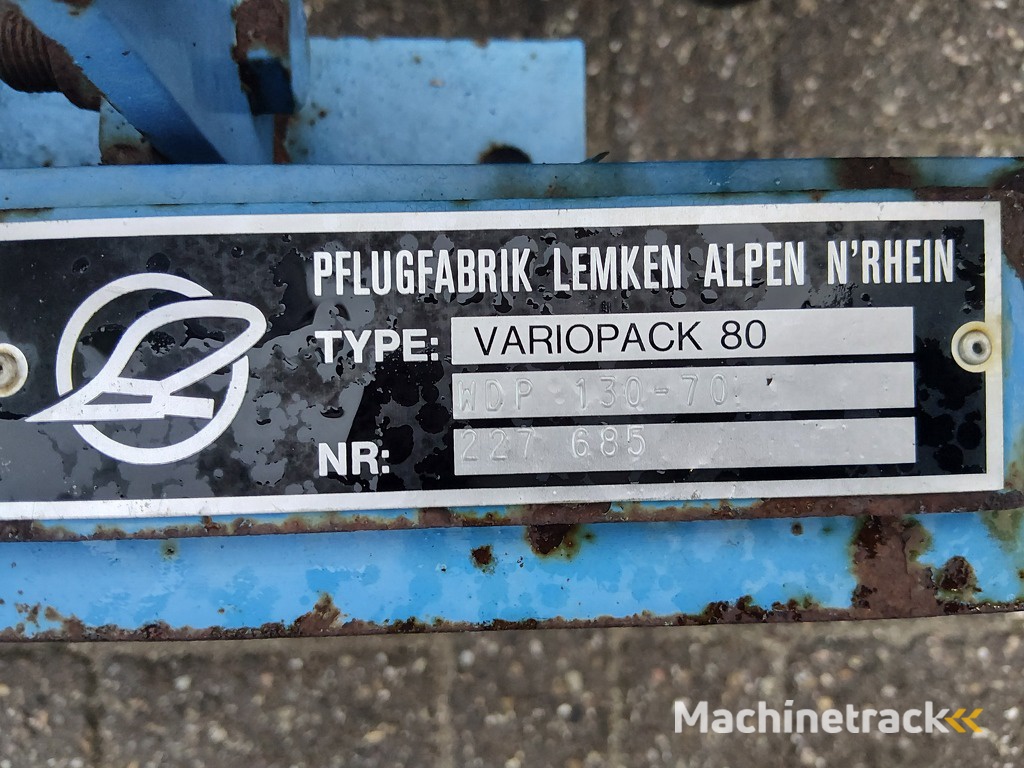 PFLUGFABRIK LEMKEN ALPEN N'RHEIN
TYPE: VARIOPACK 80
WDP 130-70
NR: 227 685
Machinetrack